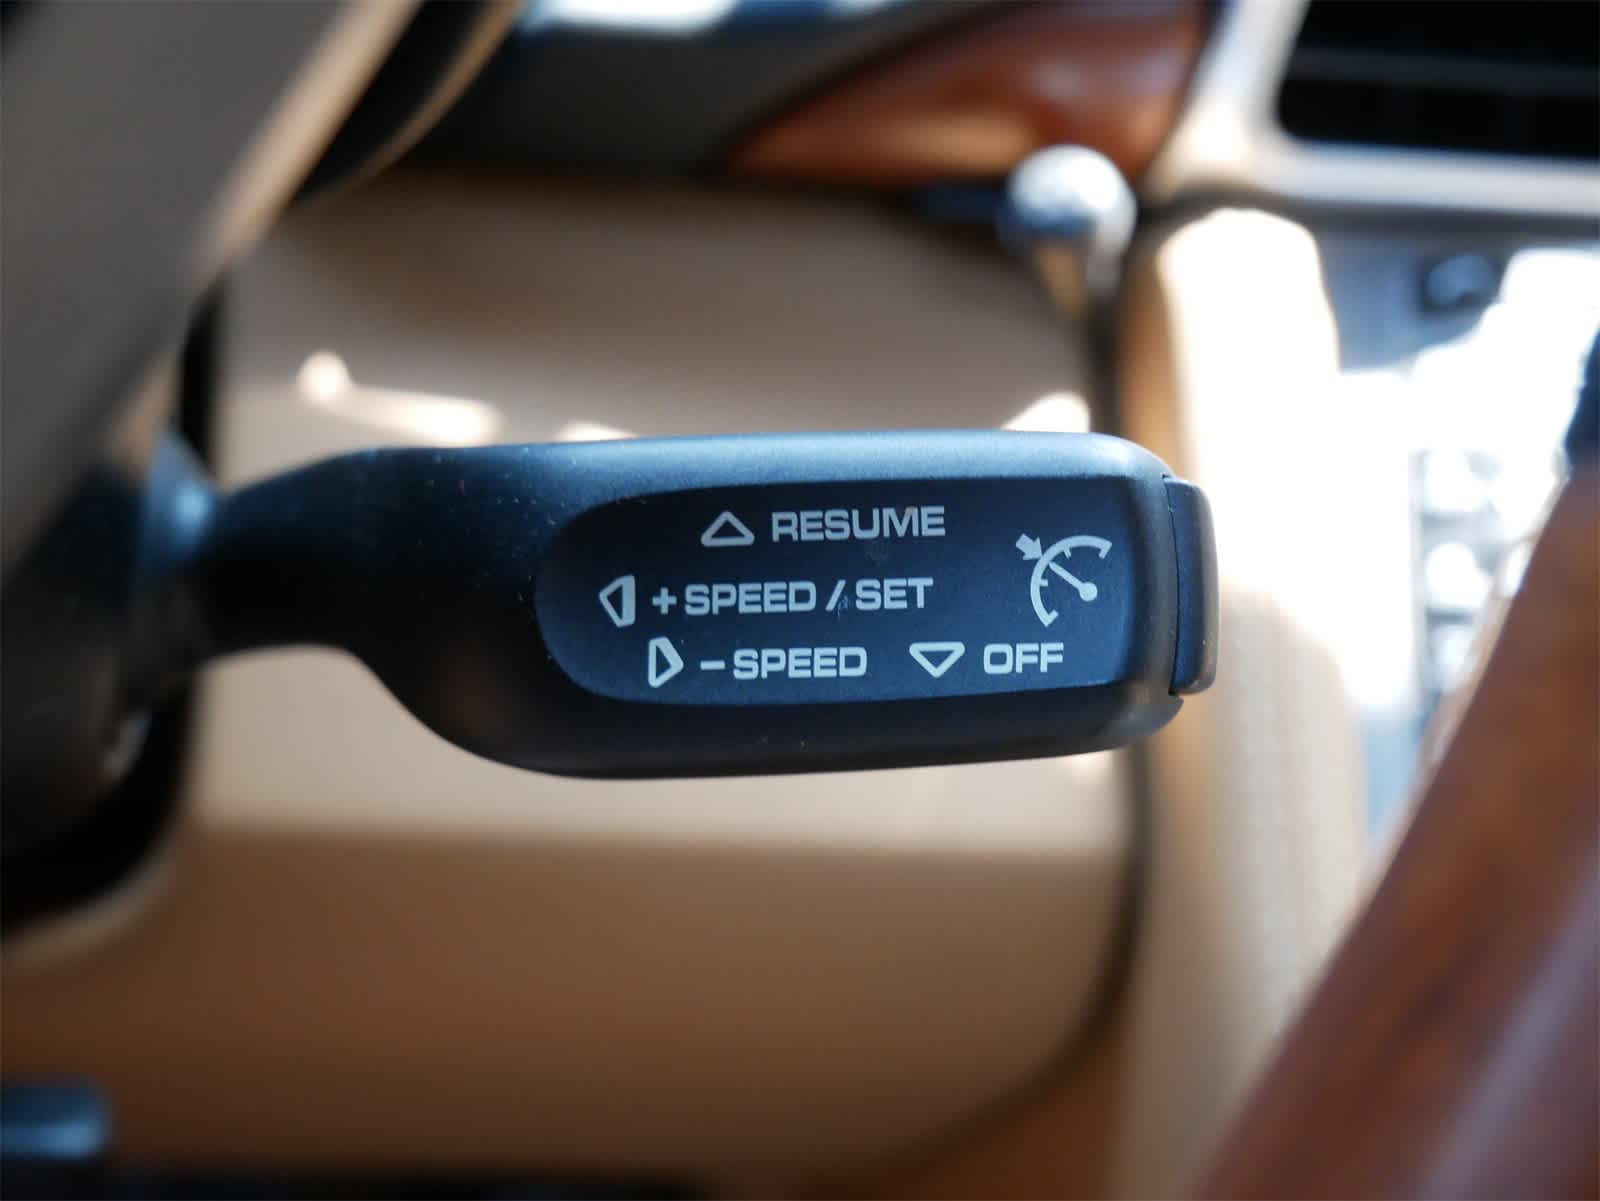 RESUME
+SPEED / SET
-SPEED OFF